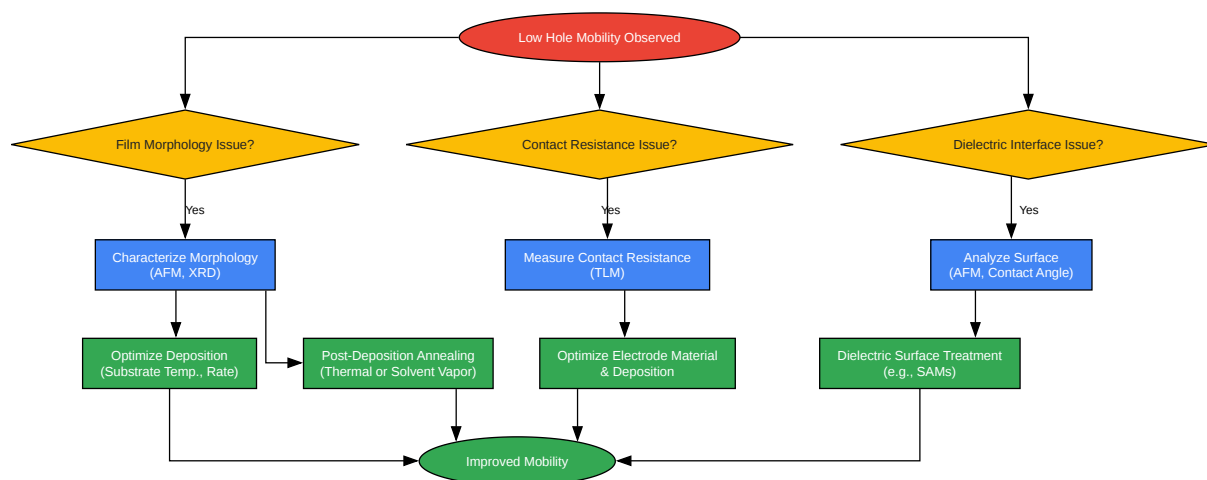 Low Hole Mobility Observed
Film Morphology Issue?
Contact Resistance Issue?
Dielectric Interface Issue?
Yes
Yes
Yes
Characterize Morphology
(AFM, XRD)
Measure Contact Resistance
(TLM)
Analyze Surface
(AFM, Contact Angle)
Optimize Deposition
(Substrate Temp., Rate)
Post-Deposition Annealing
(Thermal or Solvent Vapor)
Optimize Electrode Material
& Deposition
Dielectric Surface Treatment
(e.g., SAMs)
Improved Mobility